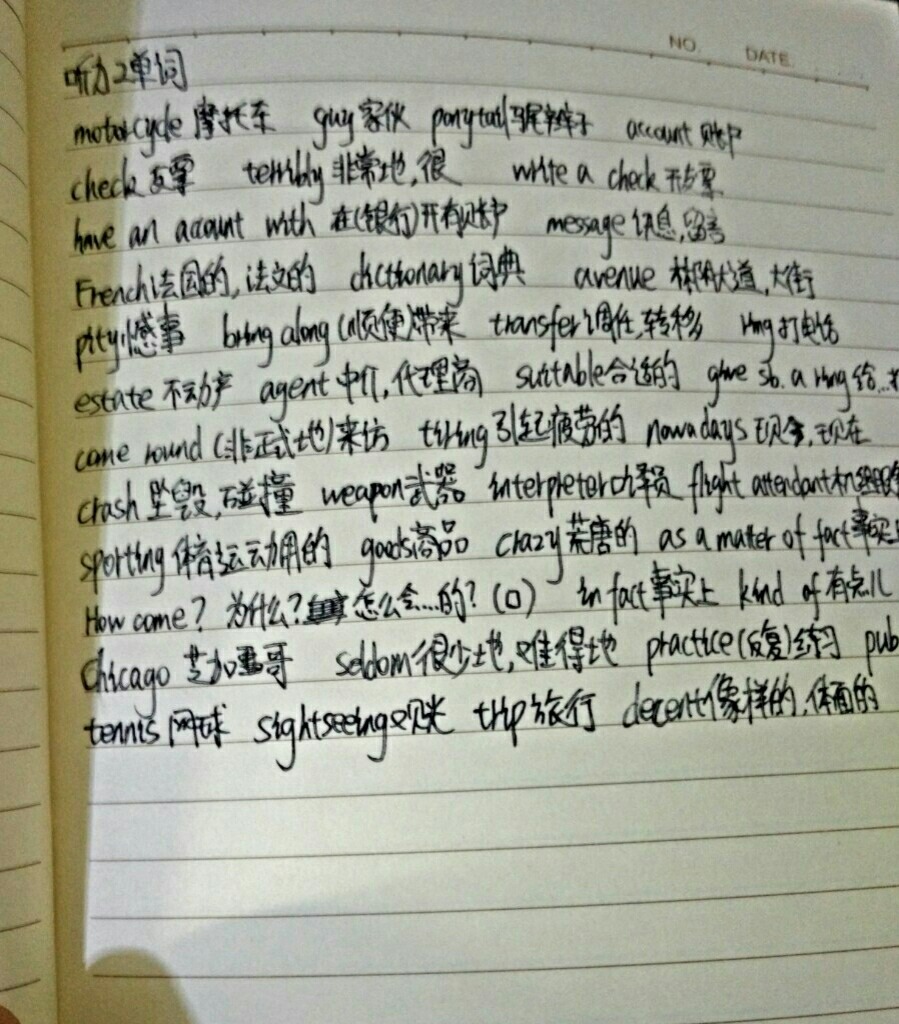 NO. DATE.
听力2单词
motorcycle 摩托车 guy 家伙 ponytail 马尾辫子 account 账户
check 支票 terribly 非常地,很 write a check 开支票
have an account with 在(银行)开有账户 message 信息,留言
French 法国的,法文的 dictionary 词典 avenue 林阴大道,大街
pity 憾事 bring along (顺便)带来 transfer 调任,转移 ring 打电话
estate 不动产 agent 中介,代理商 suitable 合适的 give sb. a ring 给...
come round (非正式地)来访 tiring 引起疲劳的 nowadays 现今,现在
crash 坠毁,碰撞 weapon 武器 interpreter 口译员 flight attendant 机组
sporting 体育运动用的 goods 商品 crazy 荒唐的 as a matter of fact 事实上
How come? 为什么? 怎么会...的? (口) in fact 事实上 kind of 有点儿
Chicago 芝加哥 seldom 很少地,难得地 practice (反复)练习 pub
tennis 网球 sightseeing 观光 trip 旅行 decent 像样的,体面的